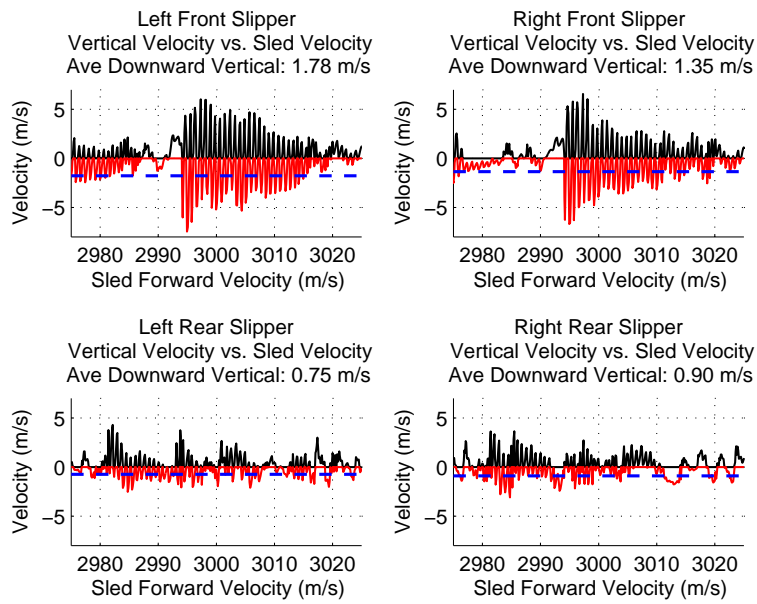 Left Front Slipper
Vertical Velocity vs. Sled Velocity
Ave Downward Vertical: 1.78 m/s
5
0
−5
Velocity (m/s)
2980 2990 3000 3010 3020
Sled Forward Velocity (m/s)
Right Front Slipper
Vertical Velocity vs. Sled Velocity
Ave Downward Vertical: 1.35 m/s
5
0
−5
Velocity (m/s)
2980 2990 3000 3010 3020
Sled Forward Velocity (m/s)
Left Rear Slipper
Vertical Velocity vs. Sled Velocity
Ave Downward Vertical: 0.75 m/s
5
0
−5
Velocity (m/s)
2980 2990 3000 3010 3020
Sled Forward Velocity (m/s)
Right Rear Slipper
Vertical Velocity vs. Sled Velocity
Ave Downward Vertical: 0.90 m/s
5
0
−5
Velocity (m/s)
2980 2990 3000 3010 3020
Sled Forward Velocity (m/s)